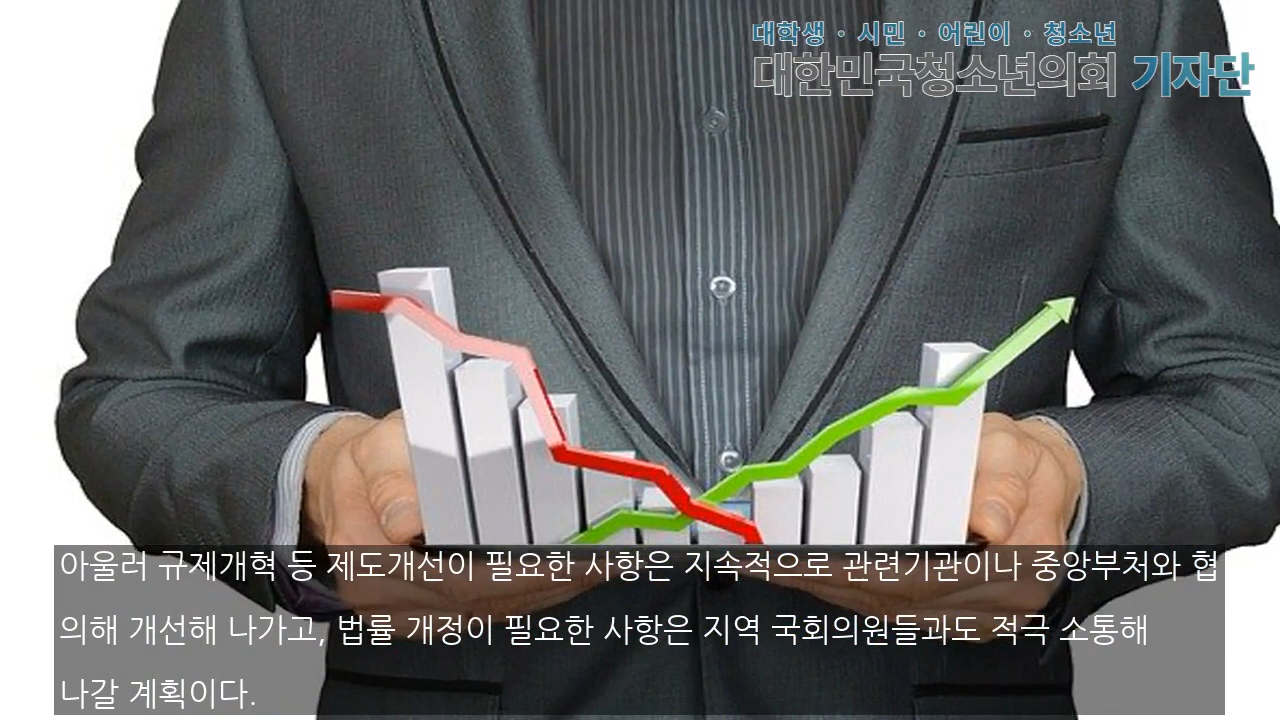 대학생 · 시민 · 어린이 · 청소년
대한민국청소년의회 기자단
아울러 규제개혁 등 제도개선이 필요한 사항은 지속적으로 관련기관이나 중앙부처와 협
의해 개선해 나가고, 법률 개정이 필요한 사항은 지역 국회의원들과도 적극 소통해
나갈 계획이다.